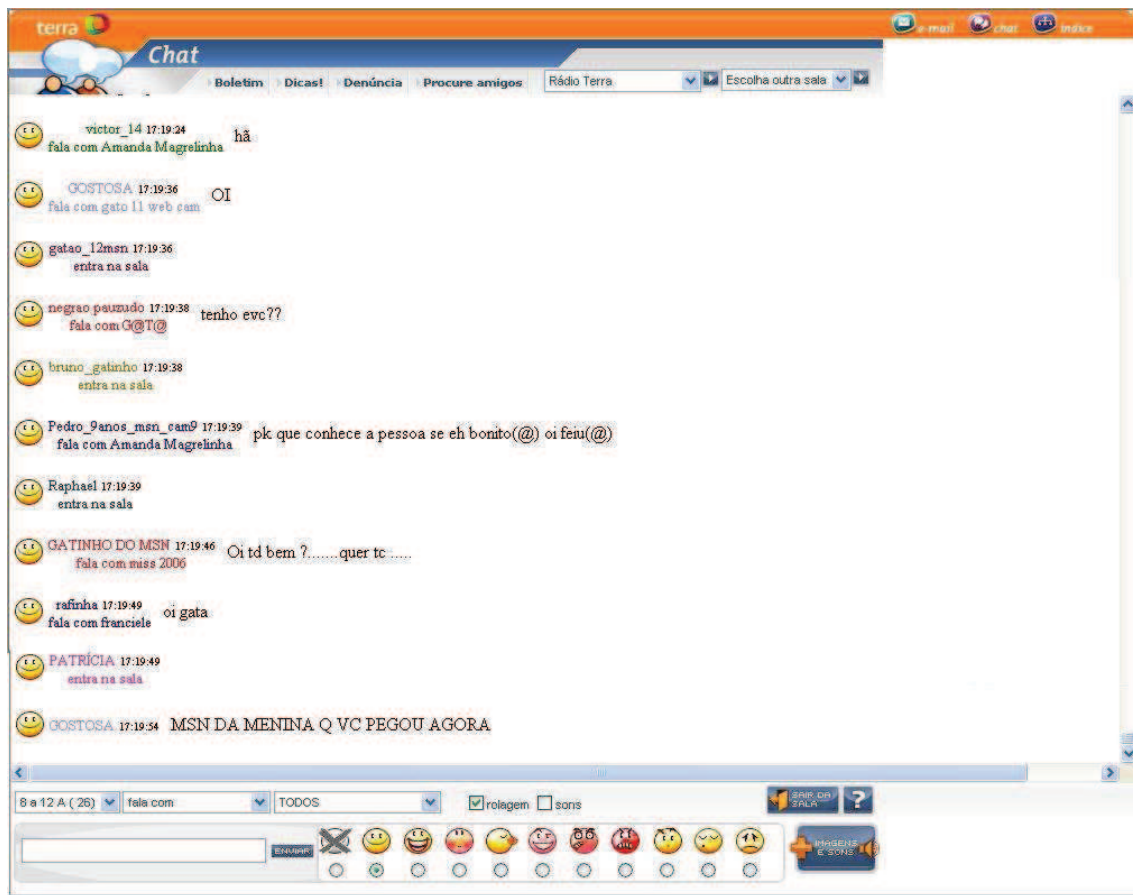 terra
e-mail chat índice
Chat
Boletim Dicas! Denúncia Procure amigos Rádio Terra Escolha outra sala
victor_14 17:19:24
fala com Amanda Magrelinha hã
GOSTOSA 17:19:36
fala com gato 11 web cam OI
gatao_12msn 17:19:36
entra na sala
negrao pauzudo 17:19:38 tenho evc??
fala com G@T@
bruno_gatinho 17:19:38
entra na sala
Pedro_9anos_msn_cam9 17:19:39 pk que conhece a pessoa se eh bonito(@) oi feiu(@)
fala com Amanda Magrelinha
Raphael 17:19:39
entra na sala
GATINHO DO MSN 17:19:46 Oi td bem ?.......quer tc .....
fala com miss 2006
rafinha 17:19:49 oi gata
fala com franciele
PATRÍCIA 17:19:49
entra na sala
GOSTOSA 17:19:54 MSN DA MENINA Q VC PEGOU AGORA
8 a 12 A ( 26) fala com TODOS rolagem sons SAIR DA SALA ?
ENVIAR IMAGENS E SONS